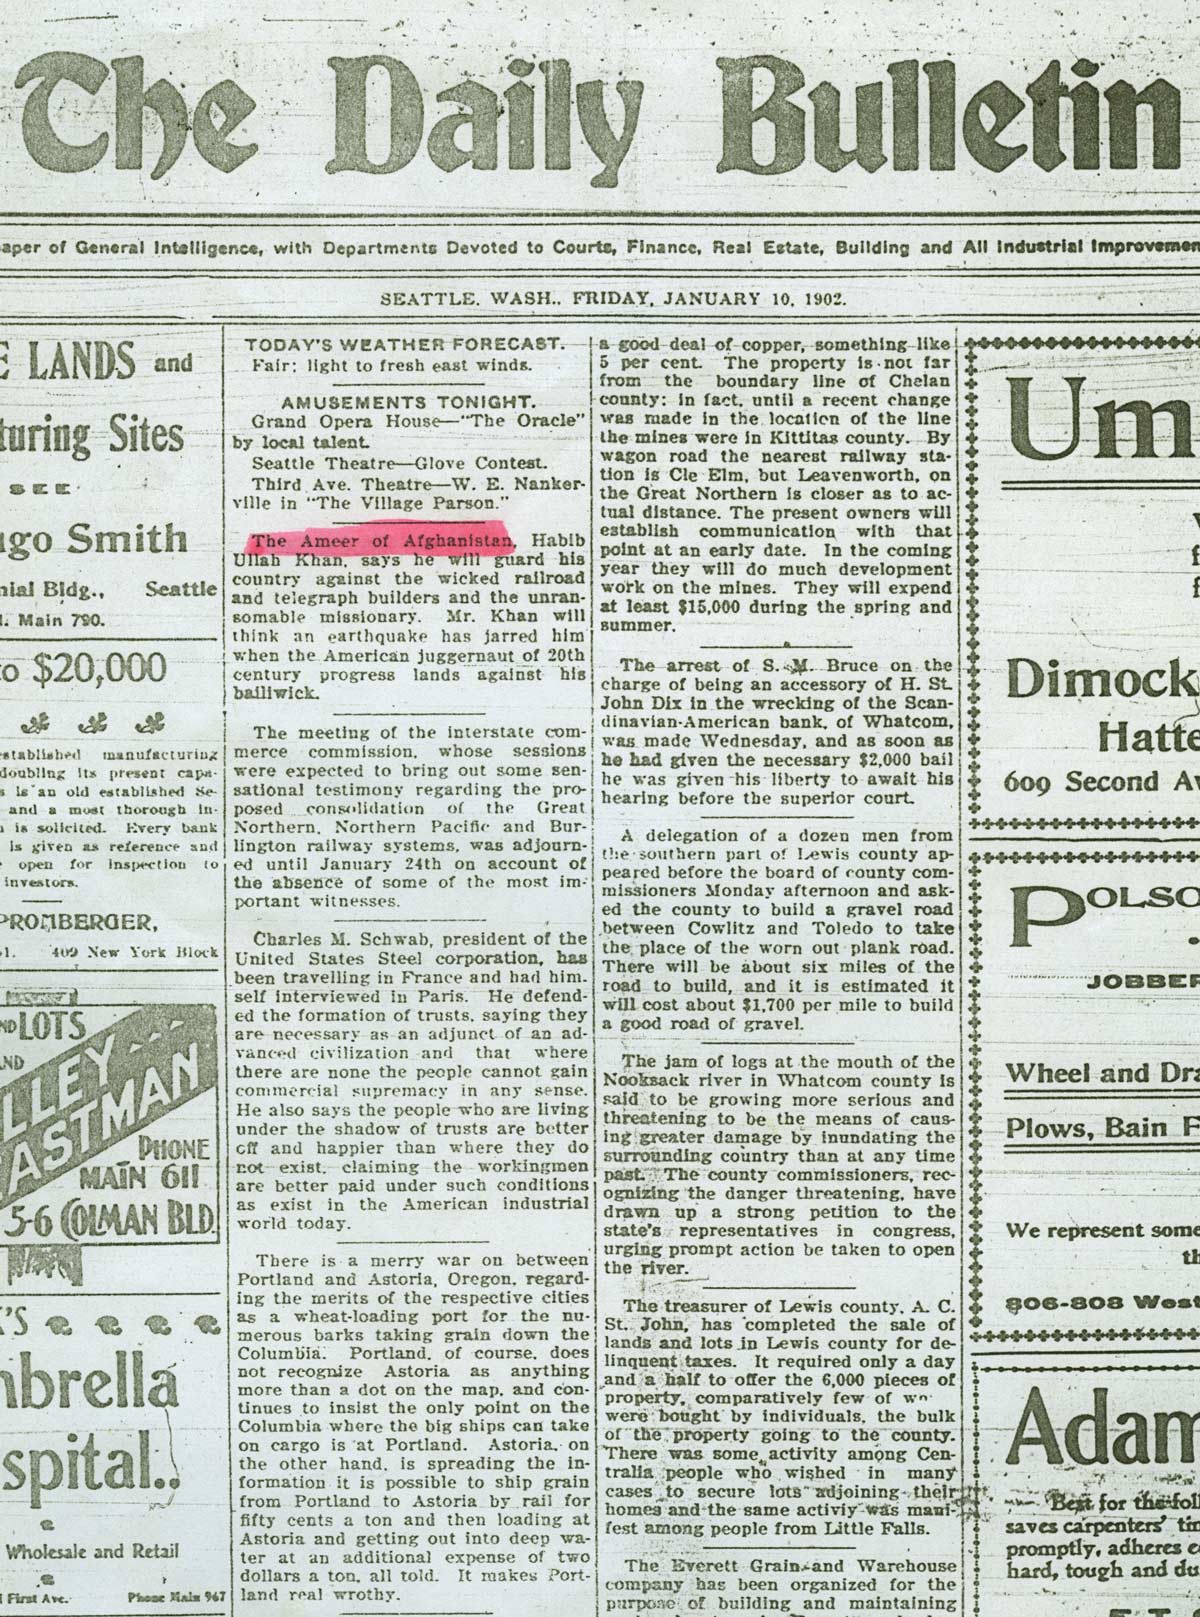 The Daily Bulletin
aper of General Intelligence, with Departments Devoted to Courts, Finance, Real Estate, Building and All Industrial Improvemen
SEATTLE, WASH., FRIDAY, JANUARY 10, 1902.
E LANDS and
turing Sites
SEE
ugo Smith
nial Bldg., Seattle
l. Main 790.
to $20,000
established manufacturing
doubling its present capa-
s is an old established Se-
and a most thorough in-
n is solicited. Every bank
is given as reference and
open for inspection to
investors.
PROMBERGER,
1. 409 New York Block
ND LOTS
AND
LLEY
ASTMAN
PHONE
MAIN 611
5-6 COLMAN BLD.
K'S
mbrella
spital..
Wholesale and Retail
First Ave. Phone Main 967
TODAY'S WEATHER FORECAST.
Fair; light to fresh east winds.
AMUSEMENTS TONIGHT.
Grand Opera House—"The Oracle"
by local talent.
Seattle Theatre—Glove Contest.
Third Ave. Theatre—W. E. Nanker-
ville in "The Village Parson."
The Ameer of Afghanistan, Habib
Ullah Khan, says he will guard his
country against the wicked railroad
and telegraph builders and the unran-
somable missionary. Mr. Khan will
think an earthquake has jarred him
when the American juggernaut of 20th
century progress lands against his
bailiwick.
The meeting of the interstate com-
merce commission, whose sessions
were expected to bring out some sen-
sational testimony regarding the pro-
posed consolidation of the Great
Northern, Northern Pacific and Bur-
lington railway systems, was adjourn-
ed until January 24th on account of
the absence of some of the most im-
portant witnesses.
Charles M. Schwab, president of the
United States Steel corporation, has
been travelling in France and had him-
self interviewed in Paris. He defend-
ed the formation of trusts, saying they
are necessary as an adjunct of an ad-
vanced civilization and that where
there are none the people cannot gain
commercial supremacy in any sense.
He also says the people who are living
under the shadow of trusts are better
off and happier than where they do
not exist, claiming the workingmen
are better paid under such conditions
as exist in the American industrial
world today.
There is a merry war on between
Portland and Astoria, Oregon, regard-
ing the merits of the respective cities
as a wheat-loading port for the nu-
merous barks taking grain down the
Columbia. Portland, of course, does
not recognize Astoria as anything
more than a dot on the map, and con-
tinues to insist the only point on the
Columbia where the big ships can take
on cargo is at Portland. Astoria, on
the other hand, is spreading the in-
formation it is possible to ship grain
from Portland to Astoria by rail for
fifty cents a ton and then loading at
Astoria and getting out into deep wa-
ter at an additional expense of two
dollars a ton, all told. It makes Port-
land real wrothy.
a good deal of copper, something like
5 per cent. The property is not far
from the boundary line of Chelan
county; in fact, until a recent change
was made in the location of the line
the mines were in Kittitas county. By
wagon road the nearest railway sta-
tion is Cle Elm, but Leavenworth, on
the Great Northern is closer as to ac-
tual distance. The present owners will
establish communication with that
point at an early date. In the coming
year they will do much development
work on the mines. They will expend
at least $15,000 during the spring and
summer.
The arrest of S. M. Bruce on the
charge of being an accessory of H. St.
John Dix in the wrecking of the Scan-
dinavian-American bank, of Whatcom,
was made Wednesday, and as soon as
he had given the necessary $2,000 bail
he was given his liberty to await his
hearing before the superior court.
A delegation of a dozen men from
the southern part of Lewis county ap-
peared before the board of county com-
missioners Monday afternoon and ask-
ed the county to build a gravel road
between Cowlitz and Toledo to take
the place of the worn out plank road.
There will be about six miles of the
road to build, and it is estimated it
will cost about $1,700 per mile to build
a good road of gravel.
The jam of logs at the mouth of the
Nooksack river in Whatcom county is
said to be growing more serious and
threatening to be the means of caus-
ing greater damage by inundating the
surrounding country than at any time
past. The county commissioners, rec-
ognizing the danger threatening, have
drawn up a strong petition to the
state's representatives in congress,
urging prompt action be taken to open
the river.
The treasurer of Lewis county, A. C.
St. John, has completed the sale of
lands and lots in Lewis county for de-
linquent taxes. It required only a day
and a half to offer the 6,000 pieces of
property, comparatively few of
were bought by individuals, the bulk
of the property going to the county.
There was some activity among Cen-
tralia people who wished in many
cases to secure lots adjoining their
homes and the same activiy was mani-
fest among people from Little Falls.
The Everett Grain and Warehouse
company has been organized for the
purpose of building and maintaining
Um
Dimock
Hatte
609 Second Av
POLSO
JOBBER
Wheel and Dra
Plows, Bain F
We represent some
th
806-808 West
Adam
Best for the foll
saves carpenters' tim
promptly, adheres e
hard, tough and du